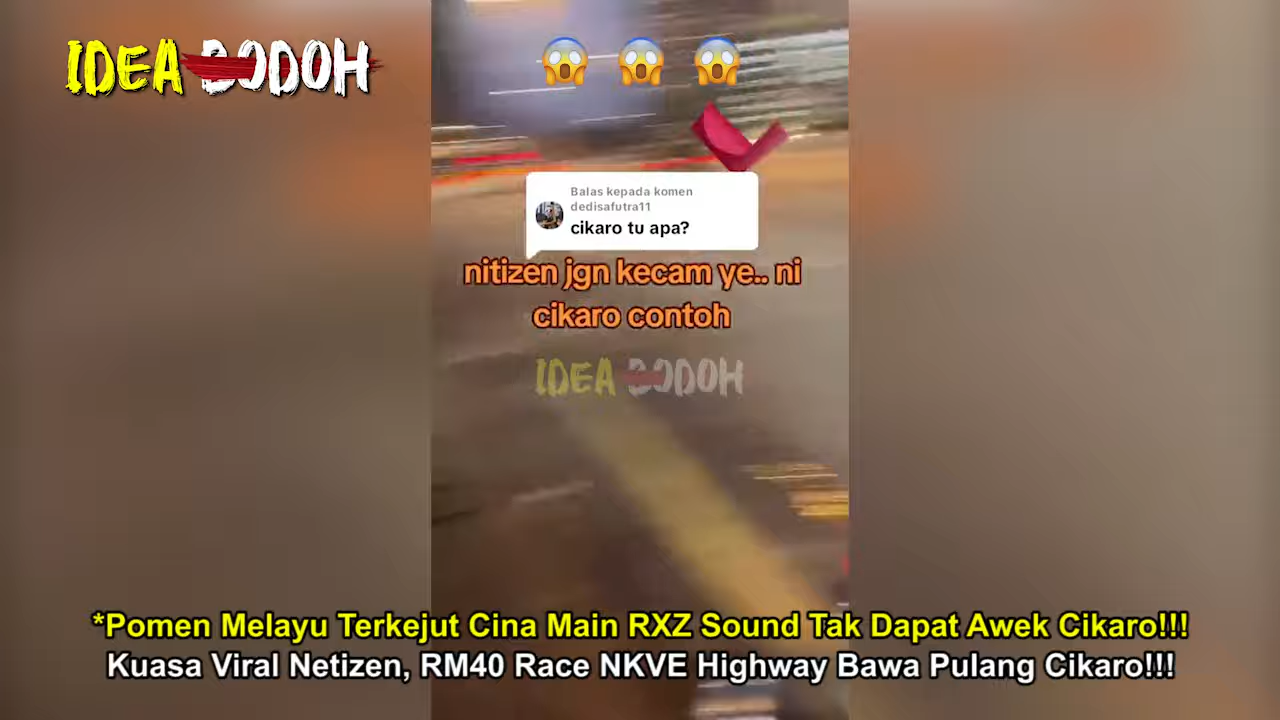 IDEA BODOH
Balas kepada komen
dedisafutra11
cikaro tu apa?
nitizen jgn kecam ye.. ni
cikaro contoh
IDEA BODOH
*Pomen Melayu Terkejut Cina Main RXZ Sound Tak Dapat Awek Cikaro!!!
Kuasa Viral Netizen, RM40 Race NKVE Highway Bawa Pulang Cikaro!!!